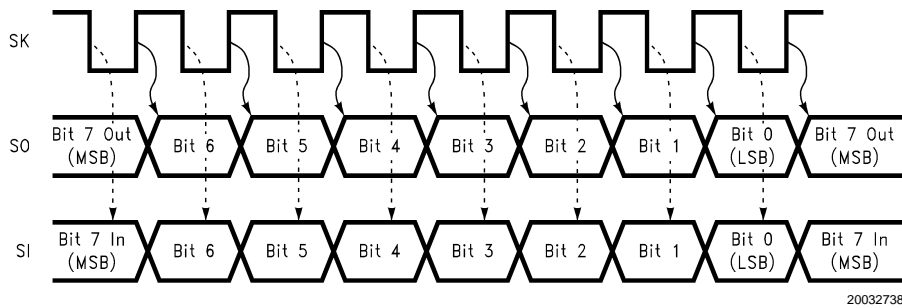 SK
SO
Bit 7 Out
(MSB)
Bit 6
Bit 5
Bit 4
Bit 3
Bit 2
Bit 1
Bit 0
(LSB)
Bit 7 Out
(MSB)
SI
Bit 7 In
(MSB)
Bit 6
Bit 5
Bit 4
Bit 3
Bit 2
Bit 1
Bit 0
(LSB)
Bit 7 In
(MSB)
20032738